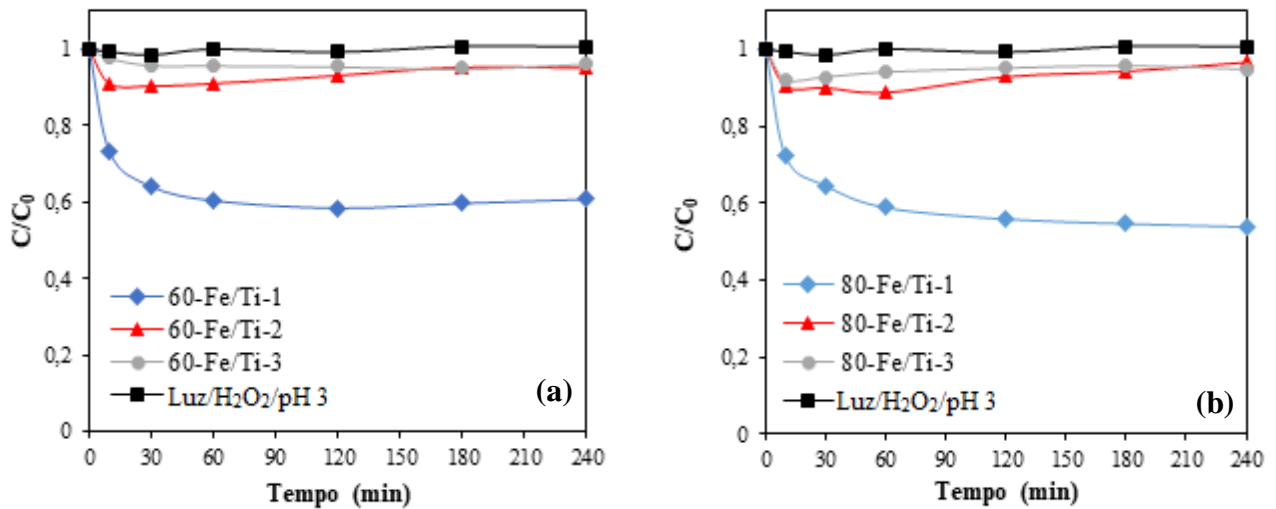 1
0,8
0,6
0,4
0,2
0
C/C₀
60-Fe/Ti-1
60-Fe/Ti-2
60-Fe/Ti-3
Luz/H₂O₂/pH 3
(a)
0 30 60 90 120 150 180 210 240
Tempo (min)
1
0,8
0,6
0,4
0,2
0
C/C₀
80-Fe/Ti-1
80-Fe/Ti-2
80-Fe/Ti-3
Luz/H₂O₂/pH 3
(b)
0 30 60 90 120 150 180 210 240
Tempo (min)